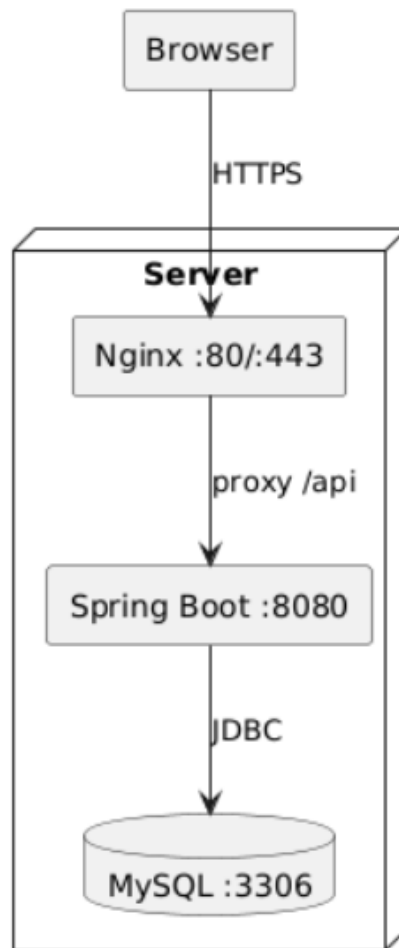 Browser
HTTPS
Server
Nginx :80/:443
proxy /api
Spring Boot :8080
JDBC
MySQL :3306